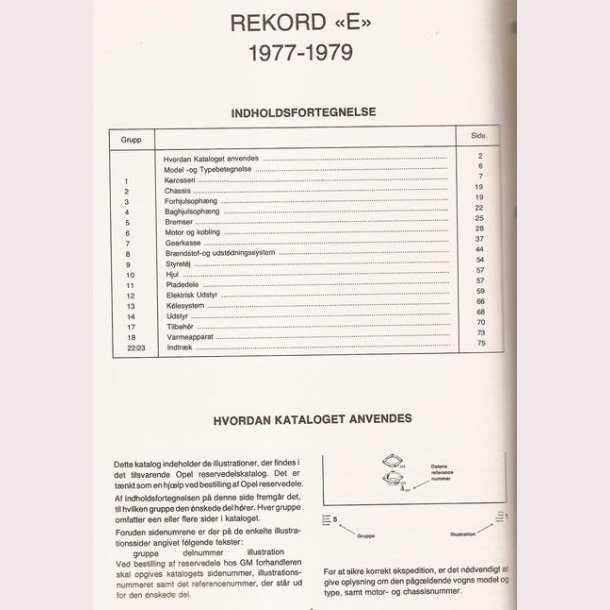 REKORD «E»
1977-1979
INDHOLDSFORTEGNELSE
Grupp Side.
Hvordan Kataloget anvendes 2
Model -og Typebetegnelse 6
1 Karosseri 7
2 Chassis 19
3 Forhjulsophæng 19
4 Baghjulsophæng 22
5 Bremser 25
6 Motor og kobling 28
7 Gearkasse 37
8 Brændstof-og udstédningssystem 44
9 Styretéj 54
10 Hjul 57
11 Pladedele 57
12 Elektrisk Udstyr 59
13 Kélesystem 66
14 Udstyr 68
17 Tilbehér 70
18 Varmeapparat 73
22/23 Indtræk 75
HVORDAN KATALOGET ANVENDES
Dette katalog indeholder de illustrationer, der findes i
det tilsvarende Opel reservedelskatalog. Det er
tænkt som en hjælp ved bestilling af Opel reservedele.
Af indholdsfortegnelsen på denne side fremgår det,
til hvilken gruppe den ønskede del hører. Hver gruppe
omfatter een eller flere sider i kataloget.
Foruden sidenumrene er der på de enkelte illustra-
tionssider angivet følgende tekster:
gruppe delnummer illustration
Ved bestilling af reservedele hos GM forhandleren
skal opgives katalogets sidenummer, illustrations-
nummeret samt det referencenummer, der står ud
for den ønskede del.
Delens
reference
nummer
5
Gruppe
Illustration
1
For at sikre korrekt ekspedition, er det nødvendigt at
give oplysning om den pågældende vogns model og
type, samt motor- og chassisnummer.